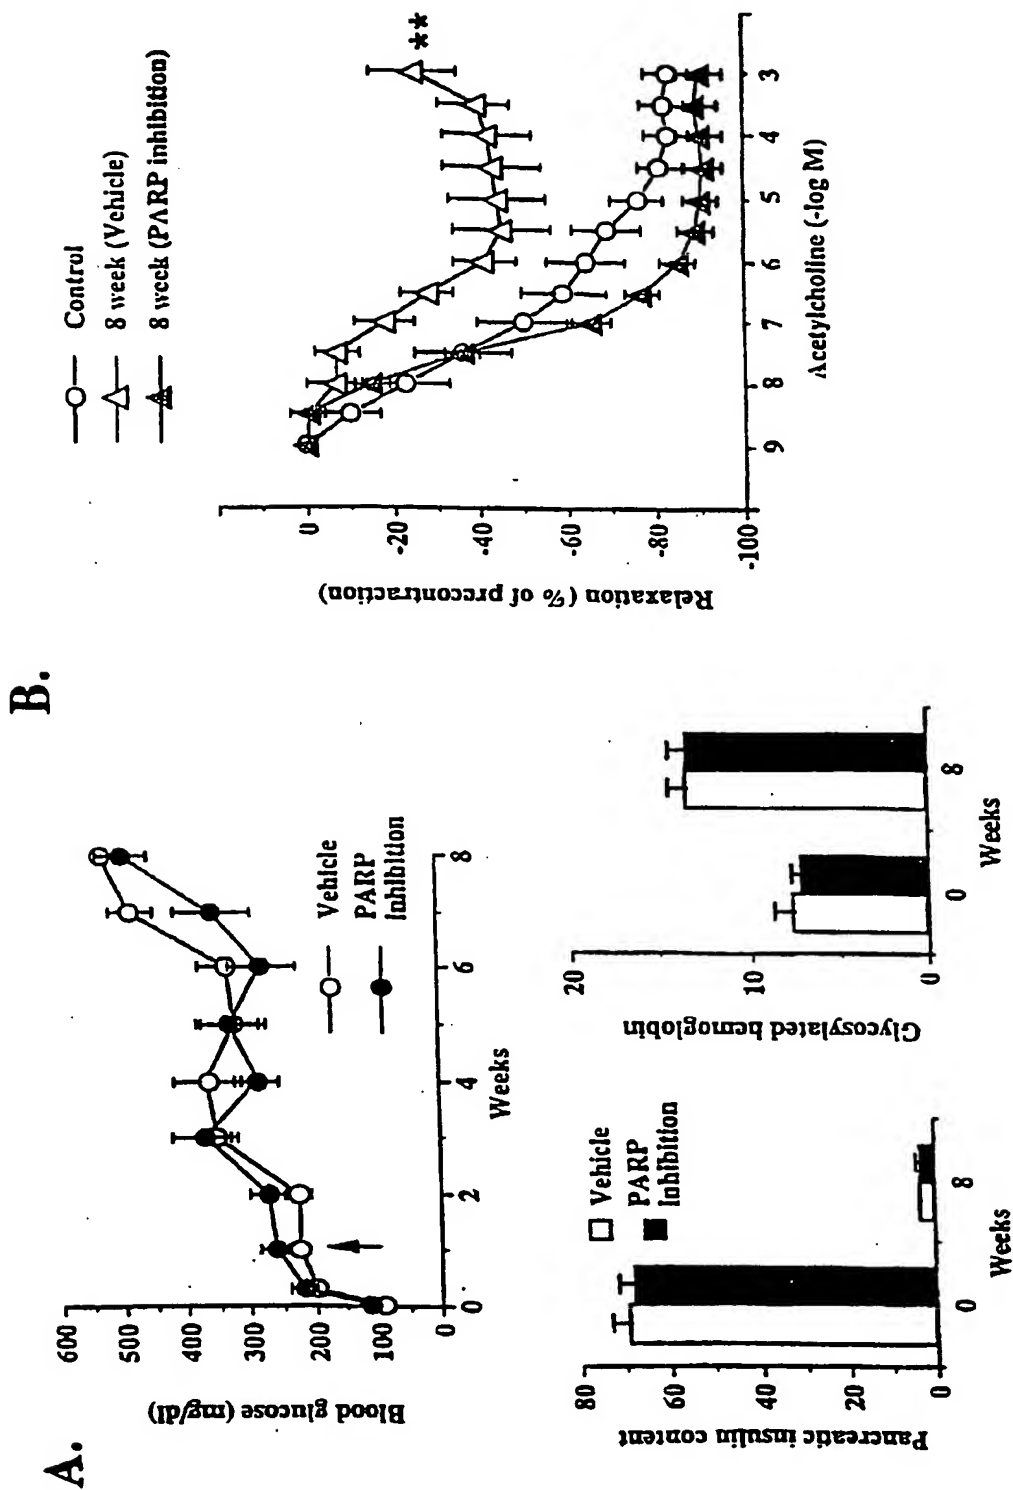 A.
600
500
400
300
200
100
0
Blood glucose (mg/dl)
0
2
4
6
8
Weeks
Vehicle
PARP
Inhibition
80
60
40
20
0
Pancreatic insulin content
0
8
Weeks
Vehicle
PARP
Inhibition
20
10
0
Glycosylated hemoglobin
0
8
Weeks
B.
Control
8 week (Vehicle)
8 week (PARP inhibition)
0
-20
-40
-60
-80
-100
Relaxation (% of precontraction)
9
8
7
6
5
4
3
Acetylcholine (-log M)
**